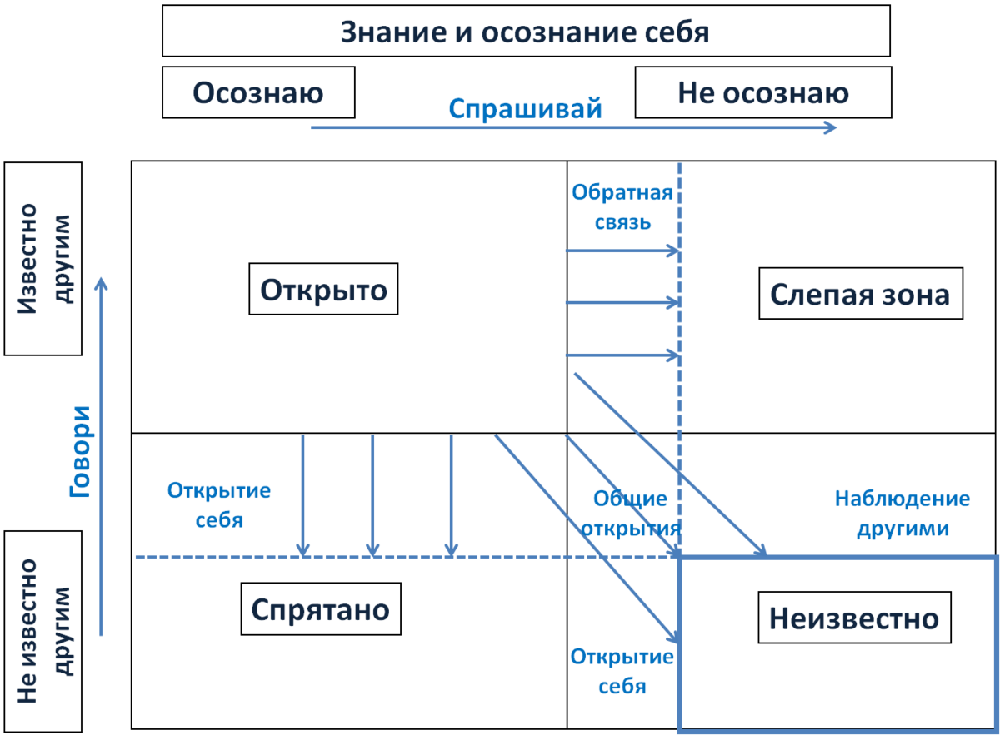 Знание и осознание себя
Осознаю
Не осознаю
Спрашивай
Известно
другим
Говори
Не известно
другим
Обратная
связь
Открыто
Слепая зона
Открытие
себя
Общие
открытия
Наблюдение
другими
Спрятано
Неизвестно
Открытие
себя